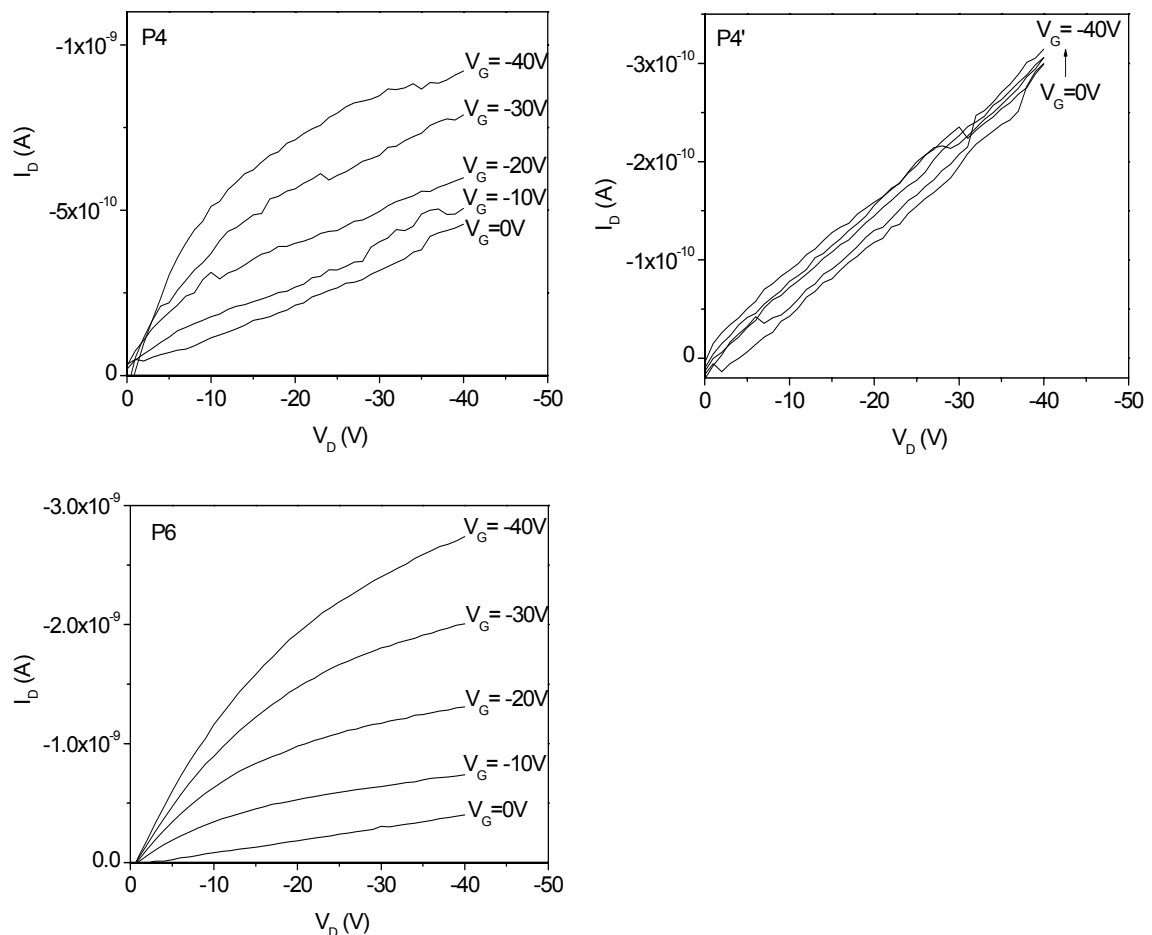 P4
-1x10⁻⁹
-5x10⁻¹⁰
0
I_D (A)
V_G= -40V
V_G= -30V
V_G= -20V
V_G= -10V
V_G=0V
0 -10 -20 -30 -40 -50
V_D (V)
P4'
-3x10⁻¹⁰
-2x10⁻¹⁰
-1x10⁻¹⁰
0
I_D (A)
V_G= -40V
V_G=0V
0 -10 -20 -30 -40 -50
V_D (V)
P6
-3.0x10⁻⁹
-2.0x10⁻⁹
-1.0x10⁻⁹
0.0
I_D (A)
V_G= -40V
V_G= -30V
V_G= -20V
V_G= -10V
V_G=0V
0 -10 -20 -30 -40 -50
V_D (V)